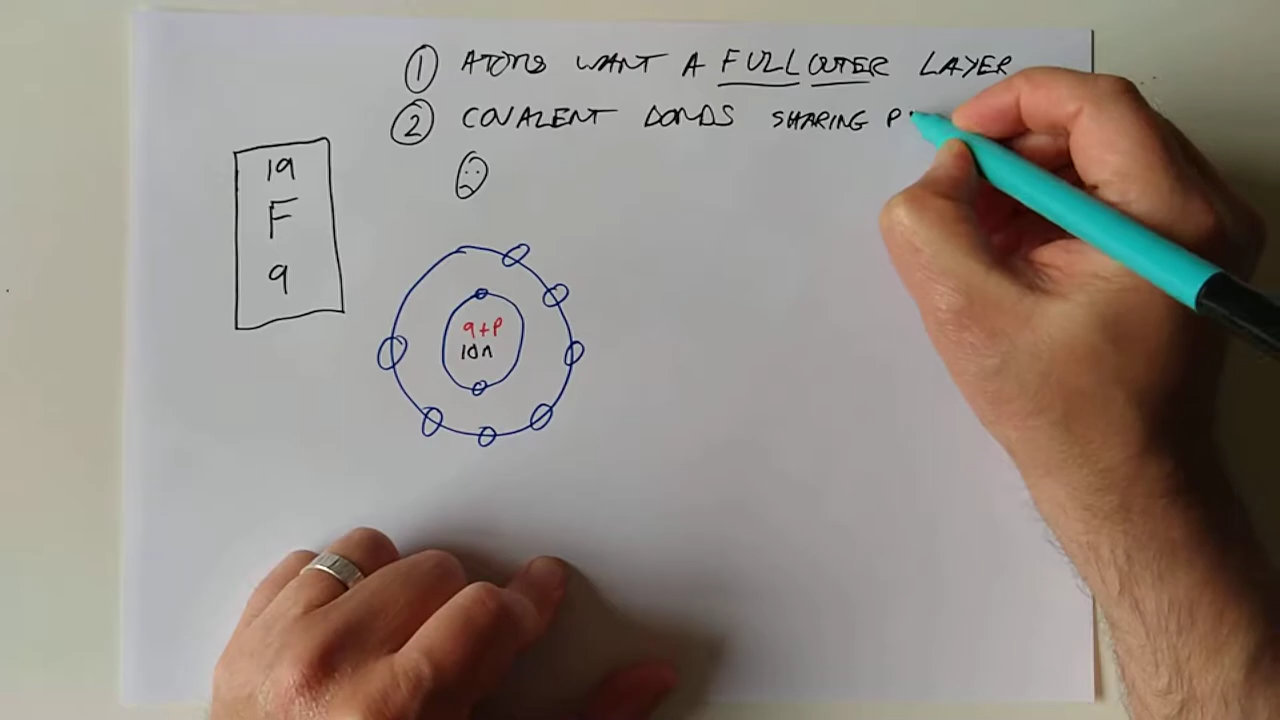 1 ATOMS WANT A FULL OUTER LAYER
2 COVALENT BONDS SHARING P
19
F
9
9+P
10n